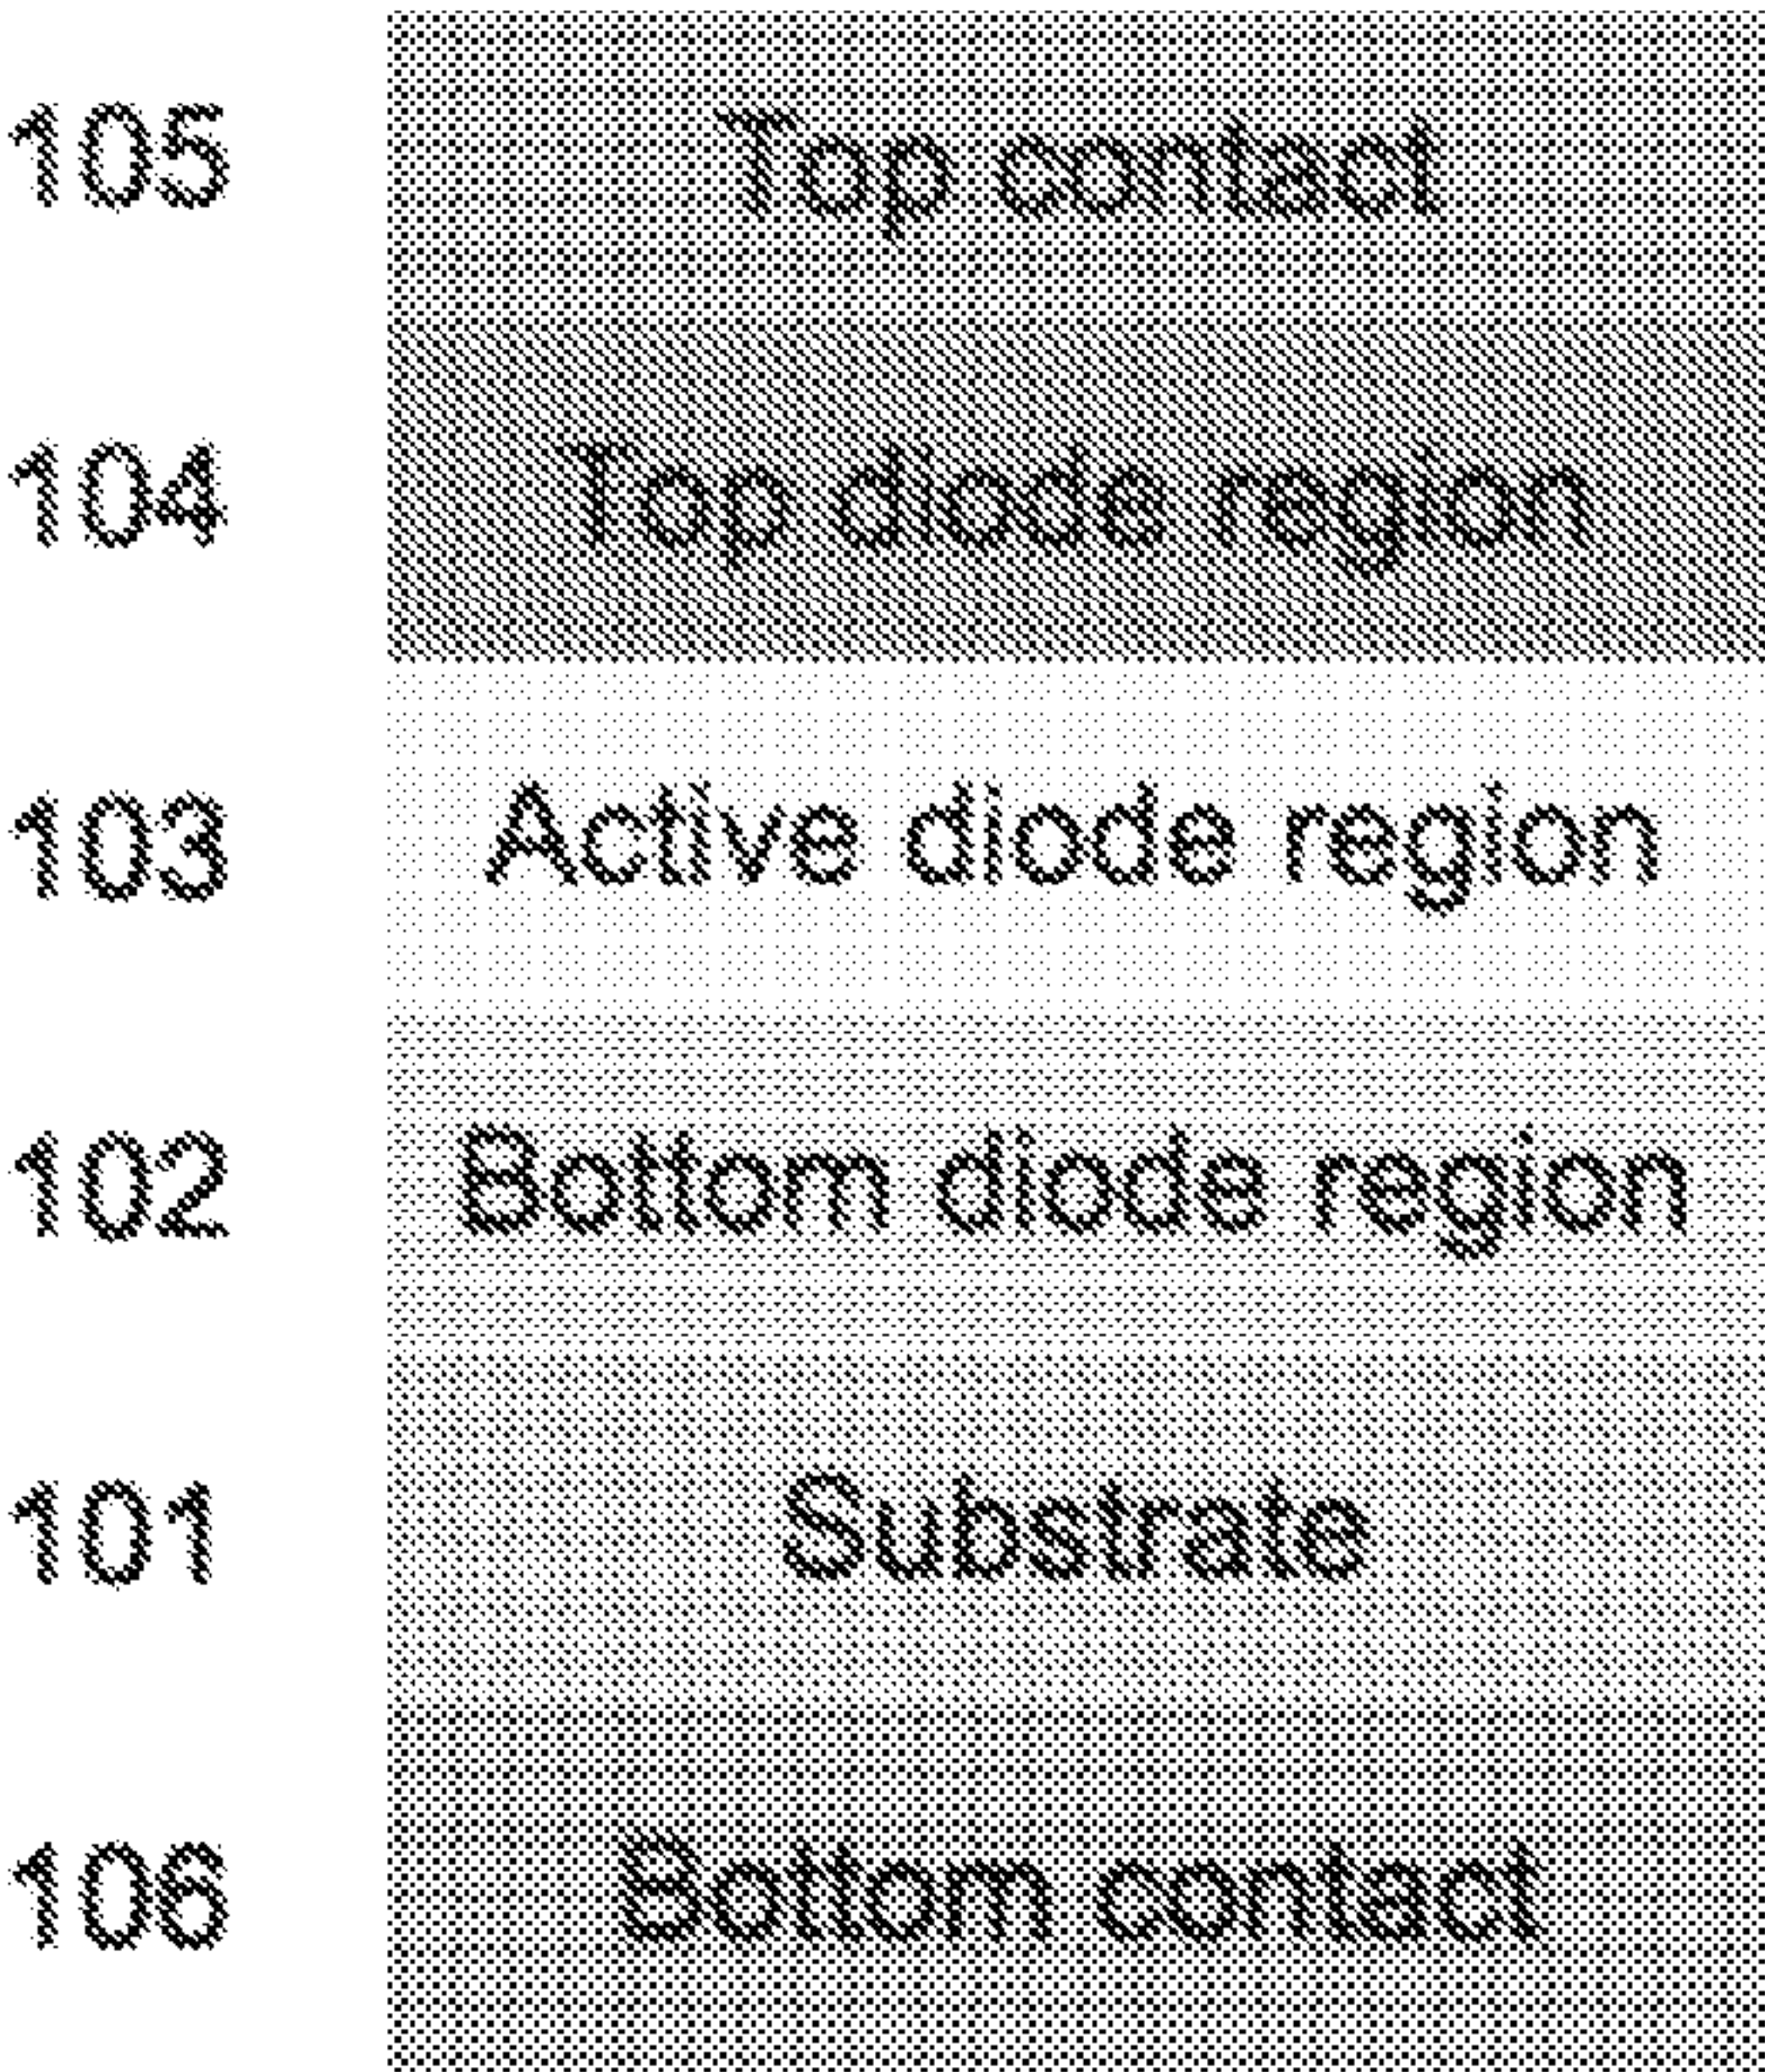 105 Top contact
104 Top diode region
103 Active diode region
102 Bottom diode region
101 Substrate
106 Bottom contact